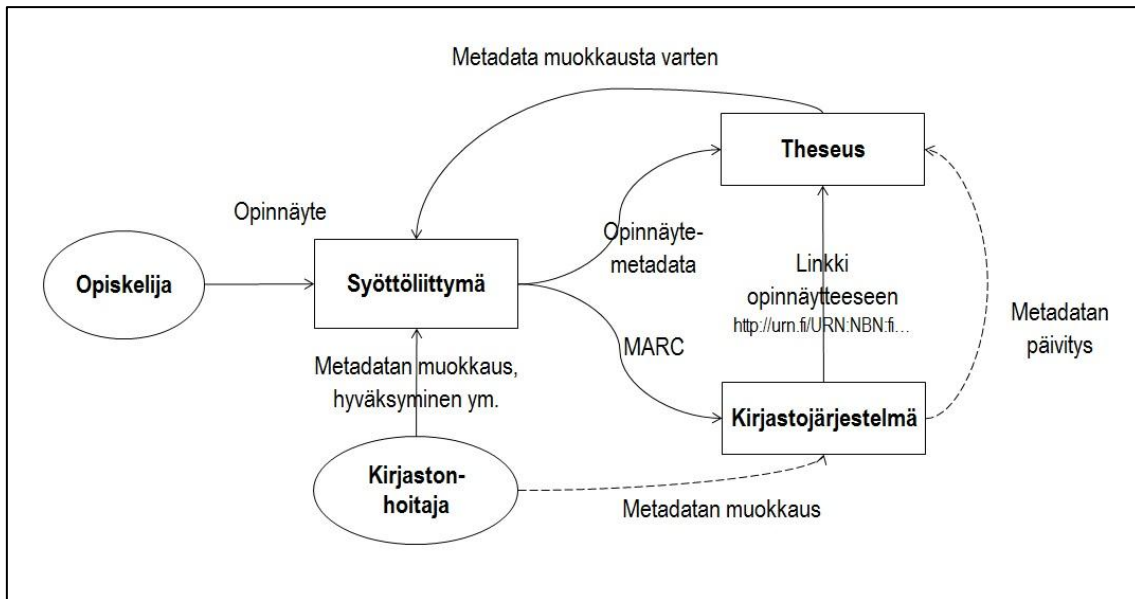 Metadata muokkausta varten
Theseus
Opinnäyte
Opiskelija
Syöttöliittymä
Opinnäyte-
metadata
Linkki
opinnäytteeseen
http://urn.fi/URN:NBN:fi...
Metadatan
päivitys
MARC
Metadatan muokkaus,
hyväksyminen ym.
Kirjastojärjestelmä
Kirjaston-
hoitaja
Metadatan muokkaus